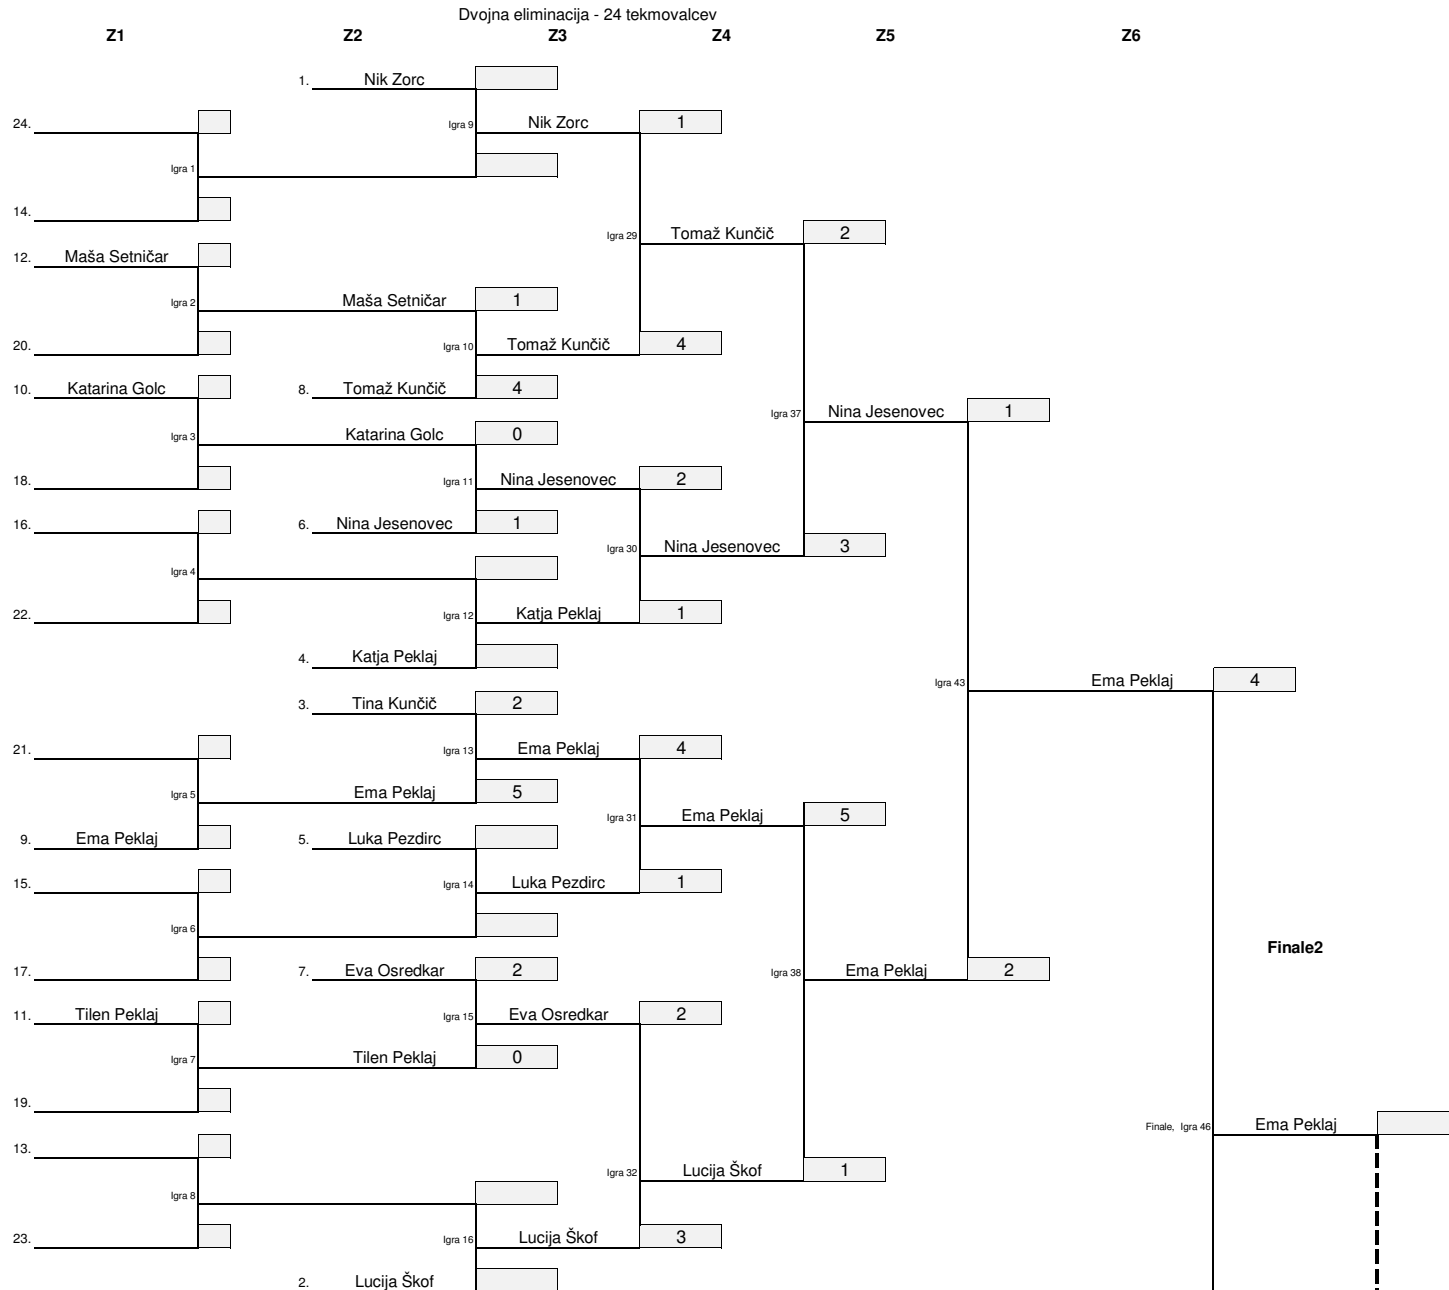 Dvojna eliminacija - 24 tekmovalcev
Z1 Z2 Z3 Z4 Z5 Z6
1. Nik Zorc
24. Igra 9 Nik Zorc 1
Igra 1
14.
Igra 29 Tomaž Kunčič 2
12. Maša Setničar
Igra 2 Maša Setničar 1
20. Igra 10 Tomaž Kunčič 4
10. Katarina Golc 8. Tomaž Kunčič 4
Igra 37 Nina Jesenovec 1
Igra 3 Katarina Golc 0
18. Igra 11 Nina Jesenovec 2
16. 6. Nina Jesenovec 1
Igra 30 Nina Jesenovec 3
Igra 4
22. Igra 12 Katja Peklaj 1
4. Katja Peklaj
Igra 43 Ema Peklaj 4
3. Tina Kunčič 2
21. Igra 13 Ema Peklaj 4
Igra 5 Ema Peklaj 5
Igra 31 Ema Peklaj 5
9. Ema Peklaj 5. Luka Pezdirc
15. Igra 14 Luka Pezdirc 1
Igra 6
Finale2
17. 7. Eva Osredkar 2 Igra 38 Ema Peklaj 2
11. Tilen Peklaj Igra 15 Eva Osredkar 2
Igra 7 Tilen Peklaj 0
19.
Finale, Igra 46 Ema Peklaj
13.
Igra 32 Lucija Škof 1
Igra 8
23. Igra 16 Lucija Škof 3
2. Lucija Škof